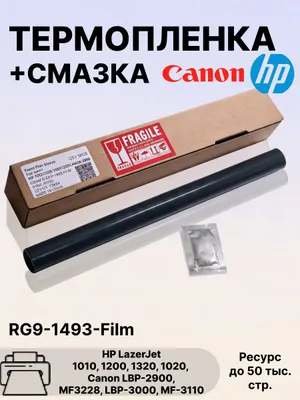 ТЕРМОПЛЕНКА
+СМАЗКА Canon hp
FRAGILE
RG9-1493-Film
HP LazerJet
1010, 1200, 1320, 1020,
Canon LBP-2900,
MF3228, LBP-3000, MF-3110
Ресурс
до 50 тыс.
стр.